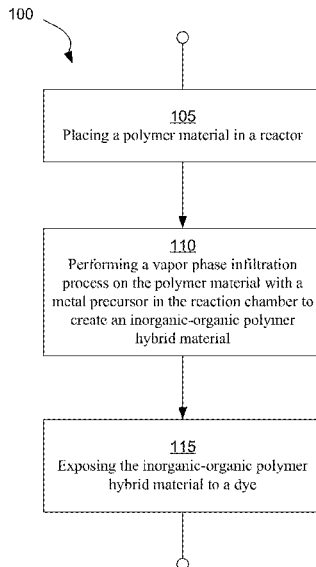 100
105
Placing a polymer material in a reactor
110
Performing a vapor phase infiltration
process on the polymer material with a
metal precursor in the reaction chamber to
create an inorganic-organic polymer
hybrid material
115
Exposing the inorganic-organic polymer
hybrid material to a dye